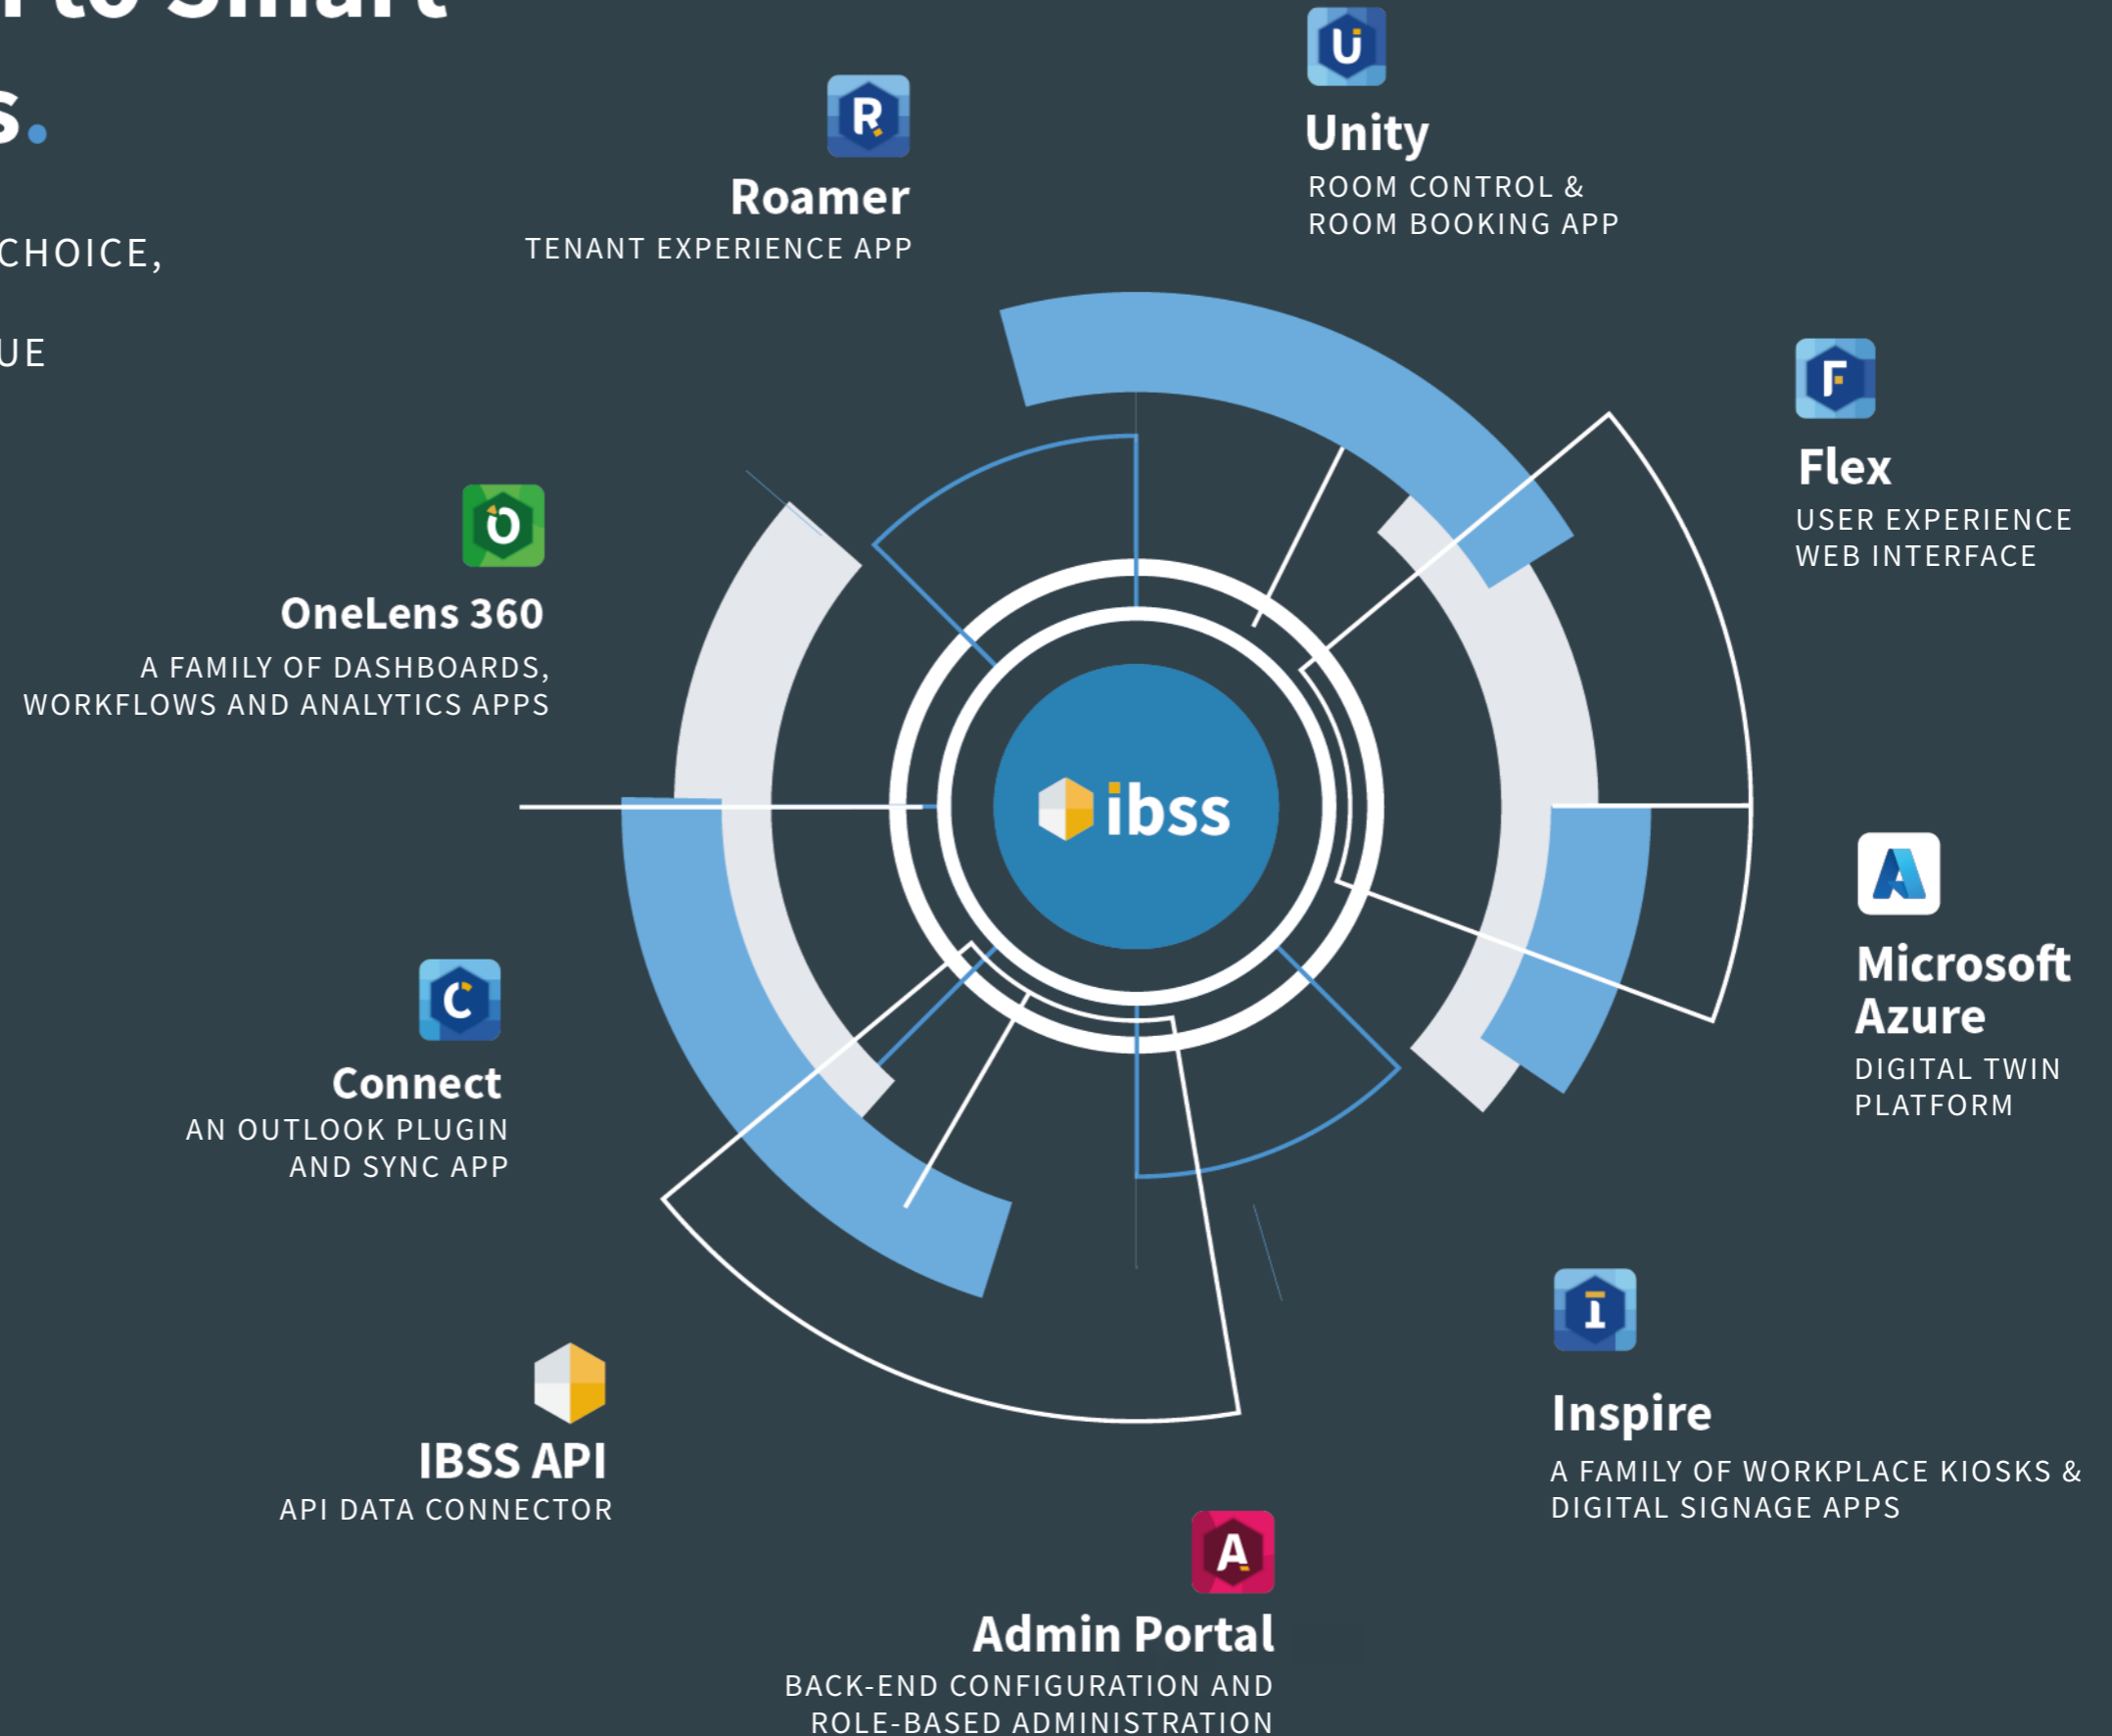 to Smart
s.
CHOICE,
UE
Roamer
TENANT EXPERIENCE APP
Unity
ROOM CONTROL &
ROOM BOOKING APP
Flex
USER EXPERIENCE
WEB INTERFACE
OneLens 360
A FAMILY OF DASHBOARDS,
WORKFLOWS AND ANALYTICS APPS
ibss
Microsoft
Azure
DIGITAL TWIN
PLATFORM
Connect
AN OUTLOOK PLUGIN
AND SYNC APP
Inspire
A FAMILY OF WORKPLACE KIOSKS &
DIGITAL SIGNAGE APPS
IBSS API
API DATA CONNECTOR
Admin Portal
BACK-END CONFIGURATION AND
ROLE-BASED ADMINISTRATION